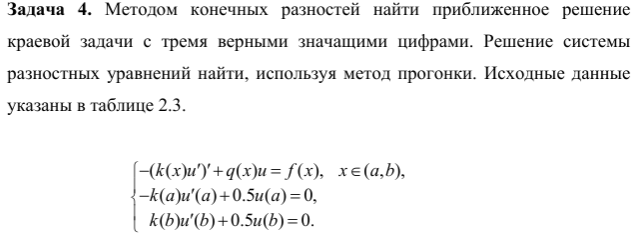 Задача 4. Методом конечных разностей найти приближенное решение
краевой задачи с тремя верными значащими цифрами. Решение системы
разностных уравнений найти, используя метод прогонки. Исходные данные
указаны в таблице 2.3.
−(k(x)u′)′ + q(x)u = f(x), x∈(a,b),
−k(a)u′(a) + 0.5u(a) = 0,
k(b)u′(b) + 0.5u(b) = 0.